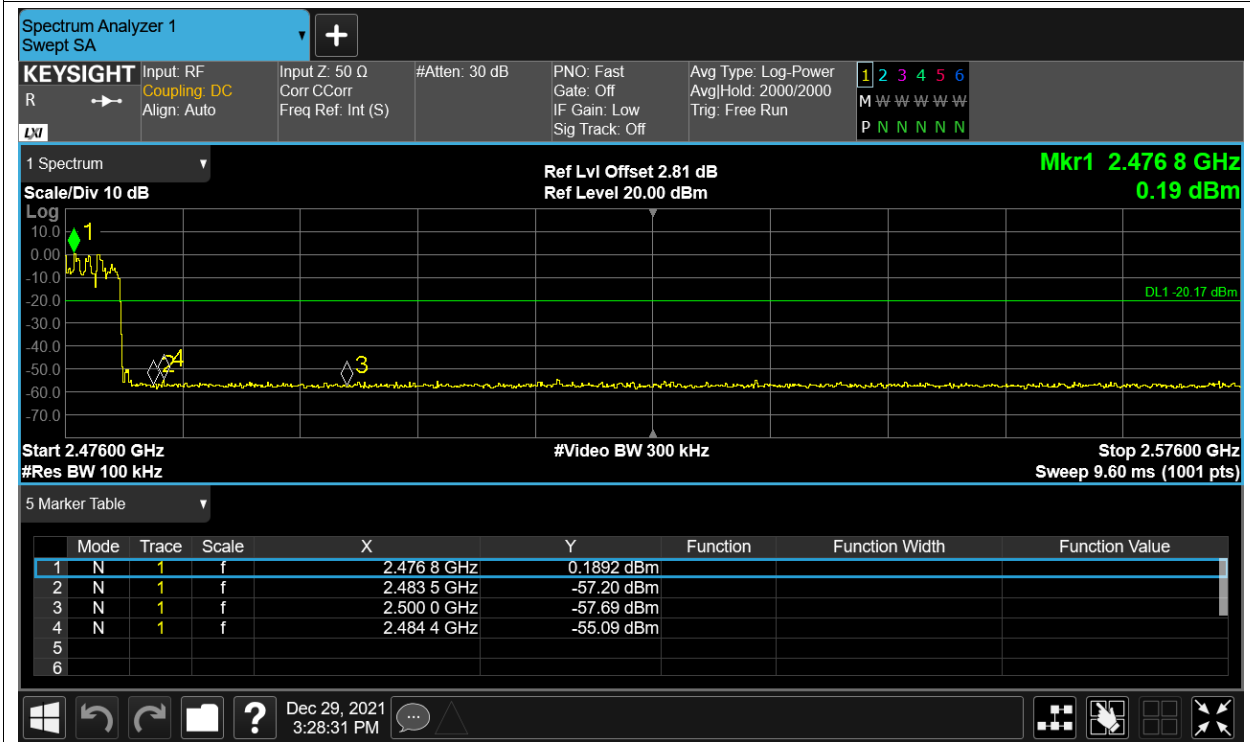 Spectrum Analyzer 1
Swept SA
+
KEYSIGHT Input: RF Input Z: 50 Ω #Atten: 30 dB PNO: Fast Avg Type: Log-Power 1 2 3 4 5 6
R Coupling: DC Corr CCorr Gate: Off Avg|Hold: 2000/2000 M W W W W W
Align: Auto Freq Ref: Int (S) IF Gain: Low Trig: Free Run
LXI Sig Track: Off P N N N N N
1 Spectrum Ref Lvl Offset 2.81 dB Mkr1 2.476 8 GHz
Scale/Div 10 dB Ref Level 20.00 dBm 0.19 dBm
Log
10.0 1
0.00
-10.0
-20.0 DL1 -20.17 dBm
-30.0
-40.0
-50.0 2 4 3
-60.0
-70.0
Start 2.47600 GHz #Video BW 300 kHz Stop 2.57600 GHz
#Res BW 100 kHz Sweep 9.60 ms (1001 pts)
5 Marker Table
Mode Trace Scale X Y Function Function Width Function Value
1 N 1 f 2.476 8 GHz 0.1892 dBm
2 N 1 f 2.483 5 GHz -57.20 dBm
3 N 1 f 2.500 0 GHz -57.69 dBm
4 N 1 f 2.484 4 GHz -55.09 dBm
5
6
? Dec 29, 2021
3:28:31 PM